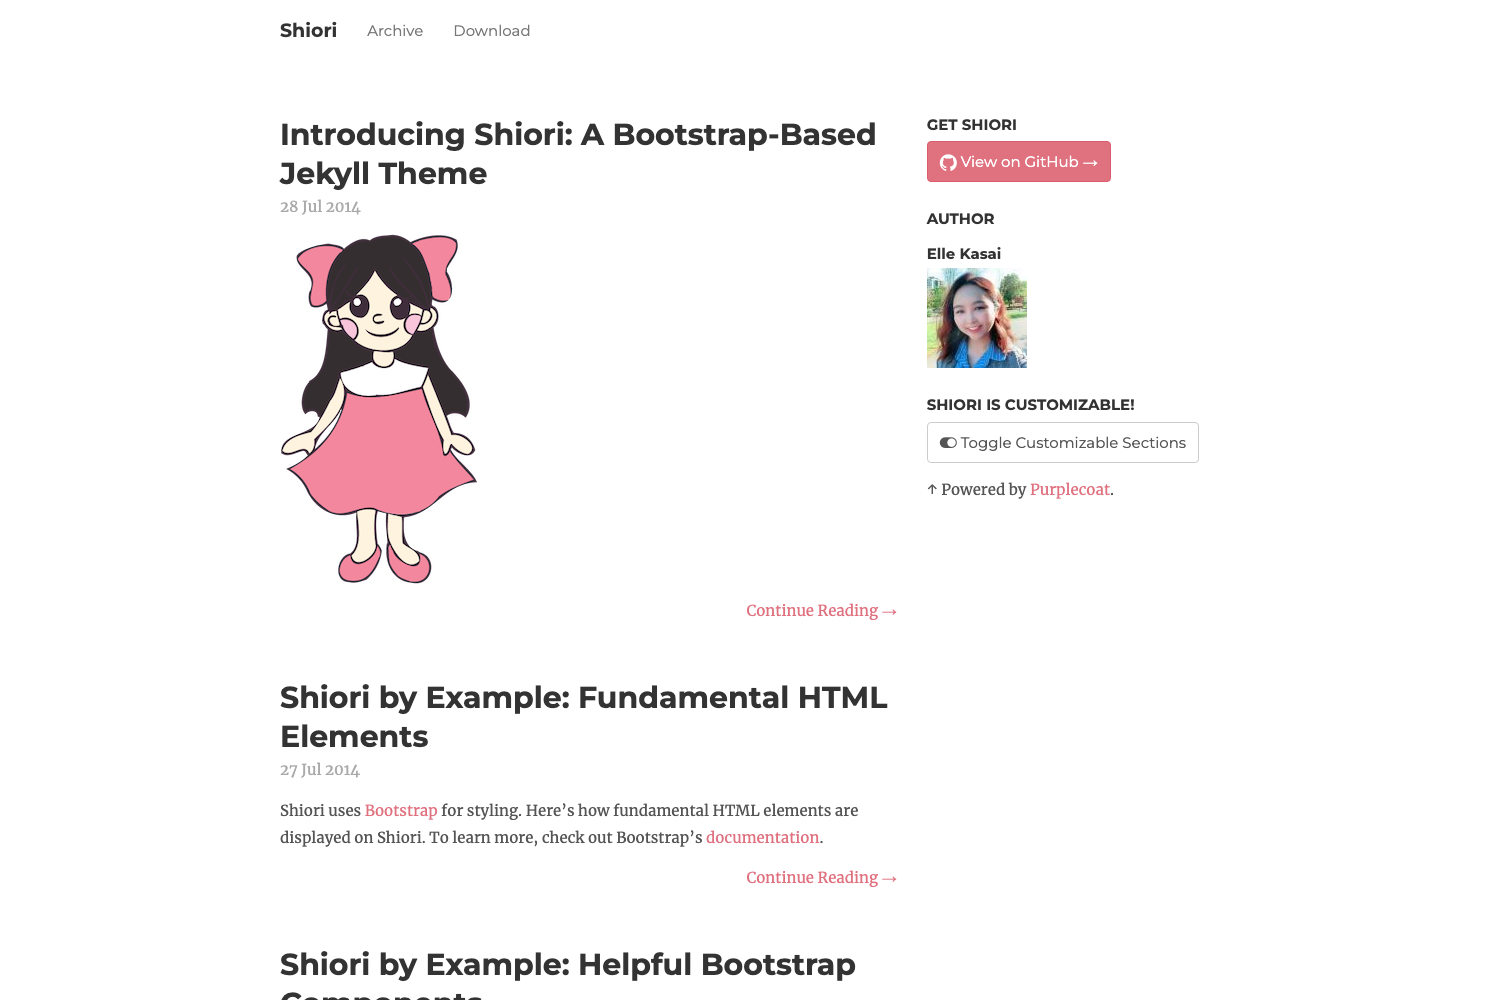 Shiori Archive Download
Introducing Shiori: A Bootstrap-Based
Jekyll Theme
28 Jul 2014
Continue Reading →
Shiori by Example: Fundamental HTML
Elements
27 Jul 2014
Shiori uses Bootstrap for styling. Here’s how fundamental HTML elements are
displayed on Shiori. To learn more, check out Bootstrap’s documentation.
Continue Reading →
Shiori by Example: Helpful Bootstrap
Components
GET SHIORI
View on GitHub →
AUTHOR
Elle Kasai
SHIORI IS CUSTOMIZABLE!
Toggle Customizable Sections
↑ Powered by Purplecoat.